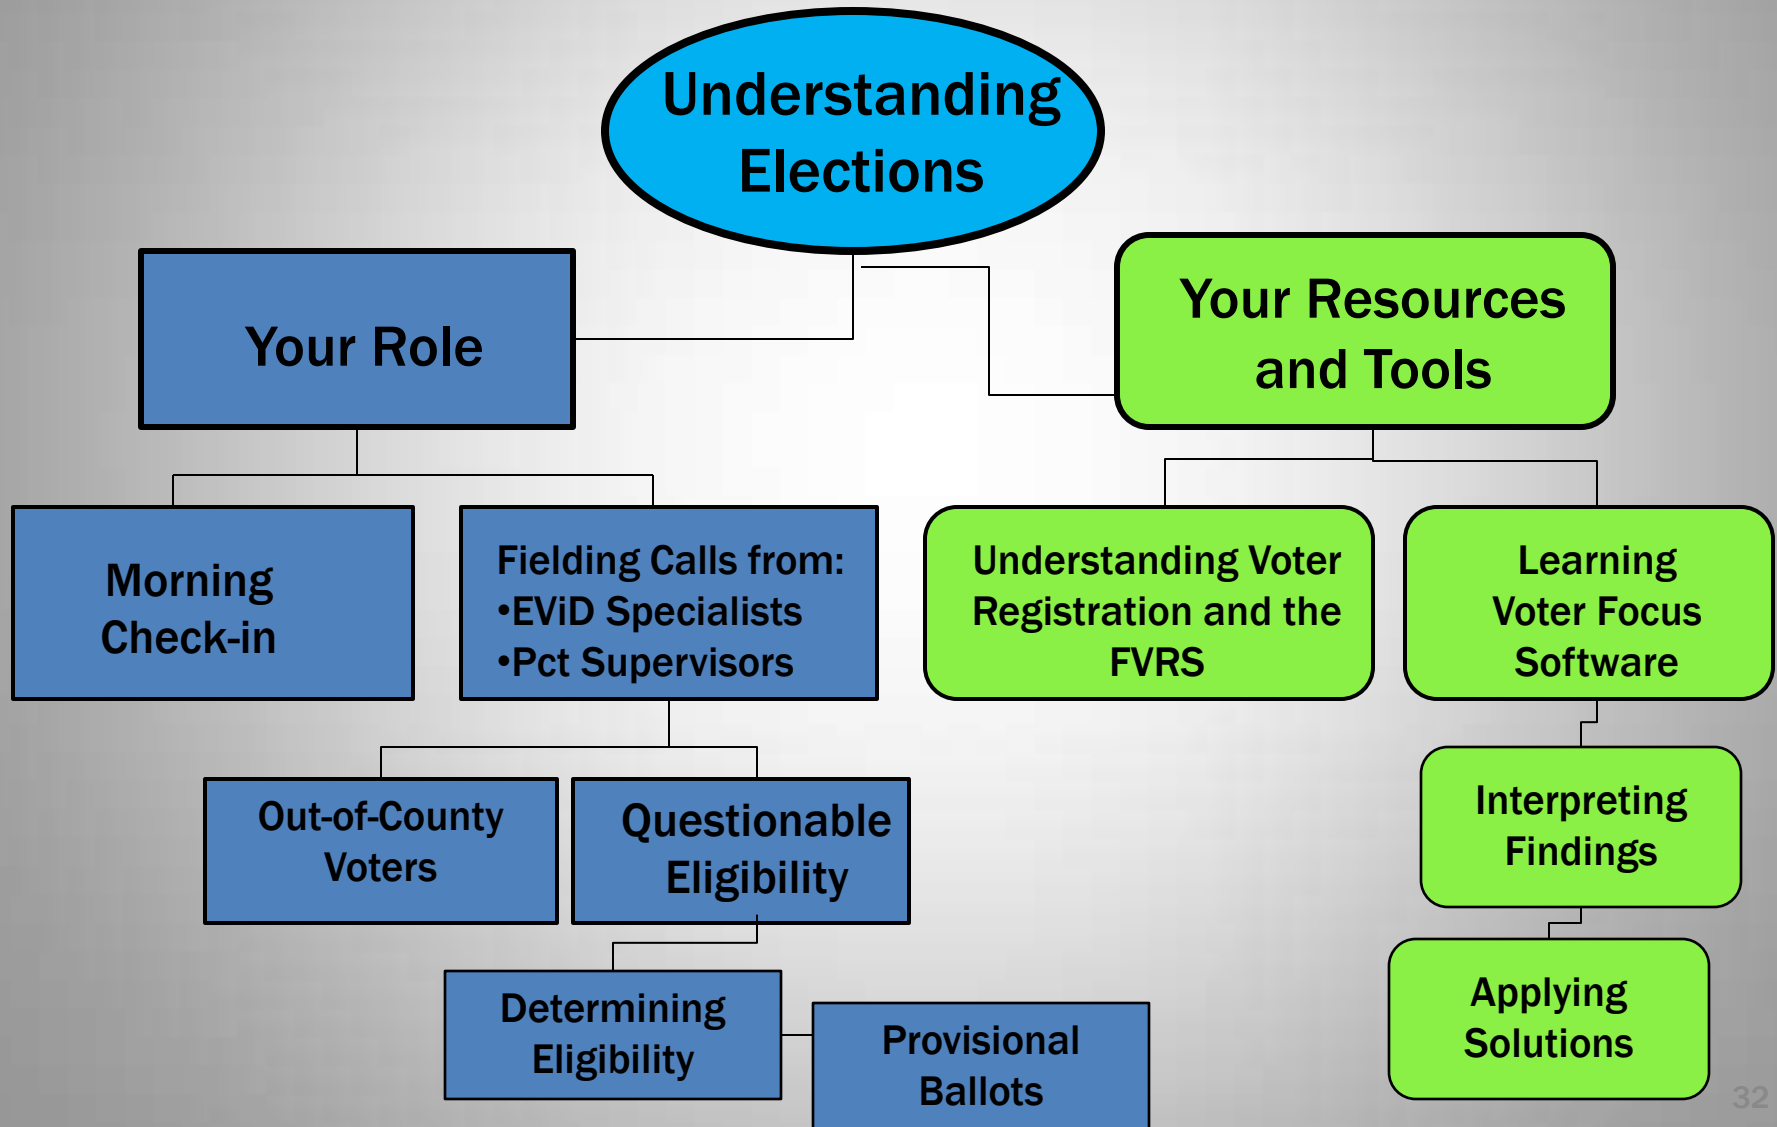 Understanding
Elections
Your Role
Your Resources
and Tools
Morning
Check-in
Fielding Calls from:
•EViD Specialists
•Pct Supervisors
Understanding Voter
Registration and the
FVRS
Learning
Voter Focus
Software
Out-of-County
Voters
Questionable
Eligibility
Interpreting
Findings
Determining
Eligibility
Provisional
Ballots
Applying
Solutions
32